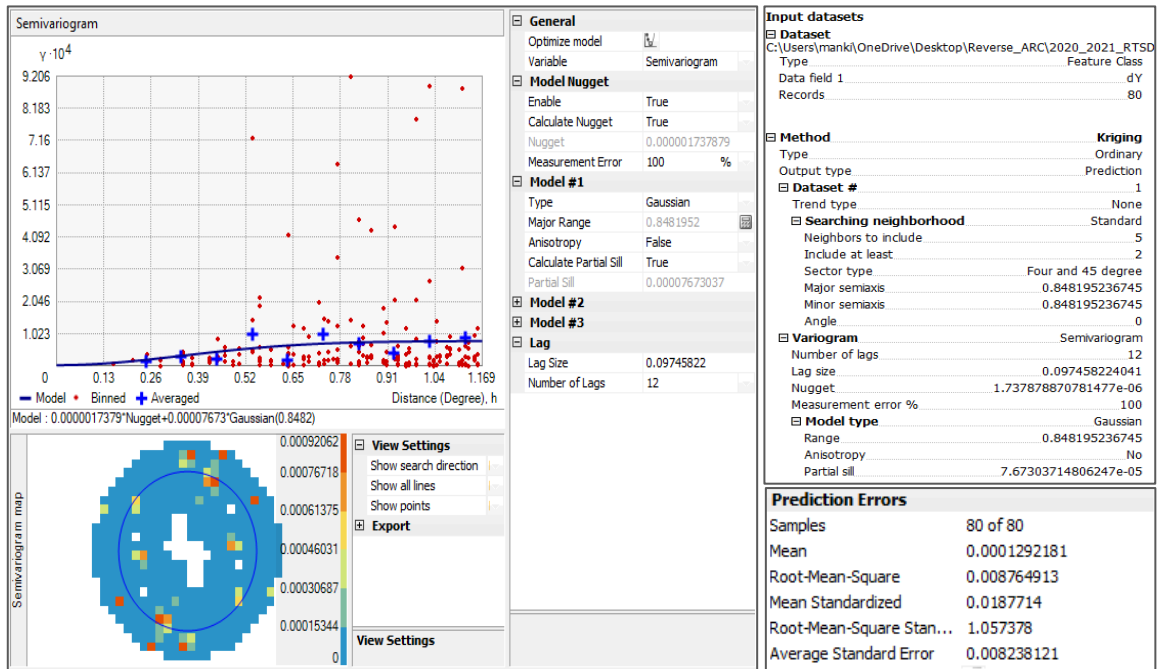 Semivariogram
γ ·10⁴
9.206
8.183
7.16
6.137
5.115
4.092
3.069
2.046
1.023
0 0.13 0.26 0.39 0.52 0.65 0.78 0.91 1.04 1.169
Model Binned Averaged Distance (Degree), h
Model : 0.0000017379*Nugget+0.00007673*Gaussian(0.8482)
Semivariogram map
0.00092062
0.00076718
0.00061375
0.00046031
0.00030687
0.00015344
0
View Settings
Show search direction
Show all lines
Show points
Export
View Settings
General
Optimize model
Variable Semivariogram
Model Nugget
Enable True
Calculate Nugget True
Nugget 0.000001737879
Measurement Error 100 %
Model #1
Type Gaussian
Major Range 0.8481952
Anisotropy False
Calculate Partial Sill True
Partial Sill 0.00007673037
Model #2
Model #3
Lag
Lag Size 0.09745822
Number of Lags 12
Input datasets
Dataset
C:\Users\manki\OneDrive\Desktop\Reverse_ARC\2020_2021_RTSD
Type Feature Class
Data field 1 dY
Records 80
Method Kriging
Type Ordinary
Output type Prediction
Dataset # 1
Trend type None
Searching neighborhood Standard
Neighbors to include 5
Include at least 2
Sector type Four and 45 degree
Major semiaxis 0.848195236745
Minor semiaxis 0.848195236745
Angle 0
Variogram Semivariogram
Number of lags 12
Lag size 0.097458224041
Nugget 1.737878870781477e-06
Measurement error % 100
Model type Gaussian
Range 0.848195236745
Anisotropy No
Partial sill 7.67303714806247e-05
Prediction Errors
Samples 80 of 80
Mean 0.0001292181
Root-Mean-Square 0.008764913
Mean Standardized 0.0187714
Root-Mean-Square Stan... 1.057378
Average Standard Error 0.008238121